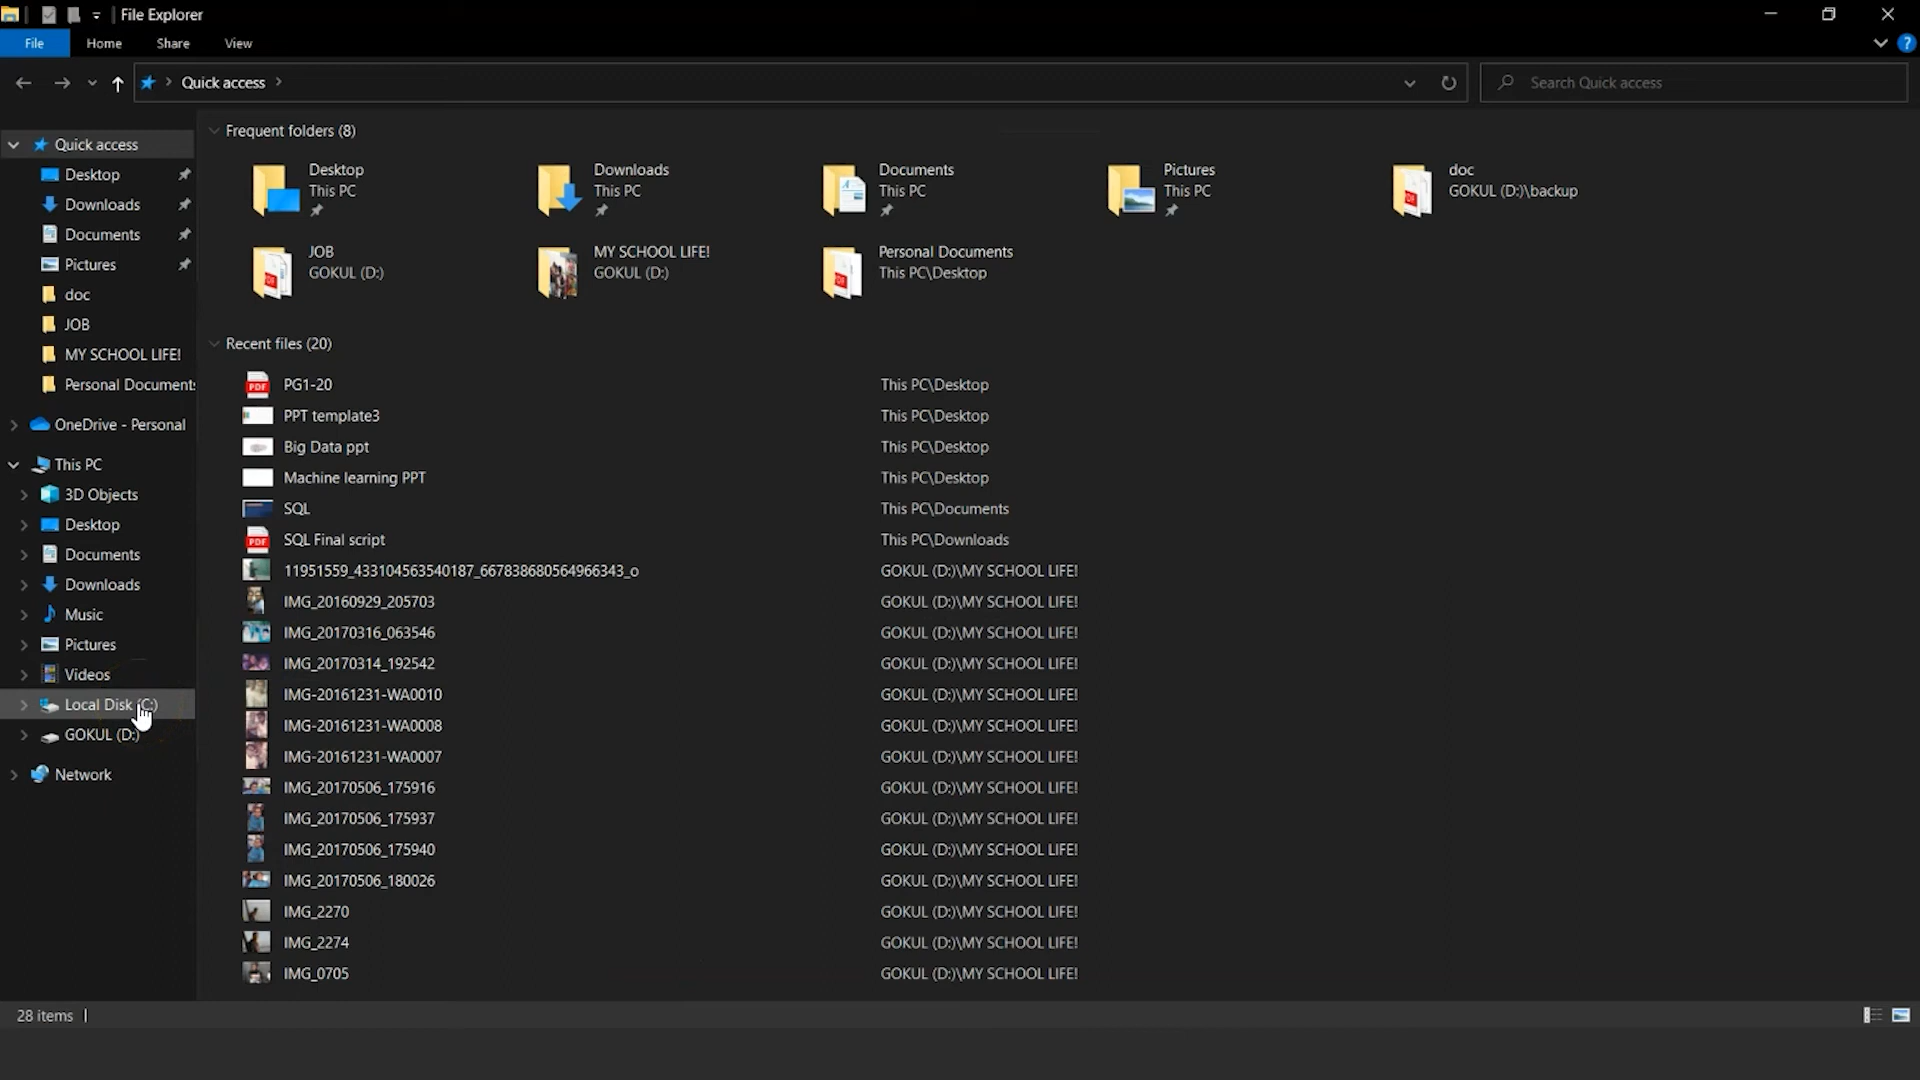 File Explorer
File Home Share View
?
Quick access
Search Quick access
Quick access
Desktop
Downloads
Documents
Pictures
doc
JOB
MY SCHOOL LIFE!
Personal Documents
OneDrive - Personal
This PC
3D Objects
Desktop
Documents
Downloads
Music
Pictures
Videos
Local Disk (C:)
GOKUL (D:)
Network
Frequent folders (8)
Desktop
This PC
Downloads
This PC
Documents
This PC
Pictures
This PC
doc
GOKUL (D:)\backup
JOB
GOKUL (D:)
MY SCHOOL LIFE!
GOKUL (D:)
Personal Documents
This PC\Desktop
Recent files (20)
PG1-20 This PC\Desktop
PPT template3 This PC\Desktop
Big Data ppt This PC\Desktop
Machine learning PPT This PC\Desktop
SQL This PC\Documents
SQL Final script This PC\Downloads
11951559_433104563540187_667838680564966343_o GOKUL (D:)\MY SCHOOL LIFE!
IMG_20160929_205703 GOKUL (D:)\MY SCHOOL LIFE!
IMG_20170316_063546 GOKUL (D:)\MY SCHOOL LIFE!
IMG_20170314_192542 GOKUL (D:)\MY SCHOOL LIFE!
IMG-20161231-WA0010 GOKUL (D:)\MY SCHOOL LIFE!
IMG-20161231-WA0008 GOKUL (D:)\MY SCHOOL LIFE!
IMG-20161231-WA0007 GOKUL (D:)\MY SCHOOL LIFE!
IMG_20170506_175916 GOKUL (D:)\MY SCHOOL LIFE!
IMG_20170506_175937 GOKUL (D:)\MY SCHOOL LIFE!
IMG_20170506_175940 GOKUL (D:)\MY SCHOOL LIFE!
IMG_20170506_180026 GOKUL (D:)\MY SCHOOL LIFE!
IMG_2270 GOKUL (D:)\MY SCHOOL LIFE!
IMG_2274 GOKUL (D:)\MY SCHOOL LIFE!
IMG_0705 GOKUL (D:)\MY SCHOOL LIFE!
28 items